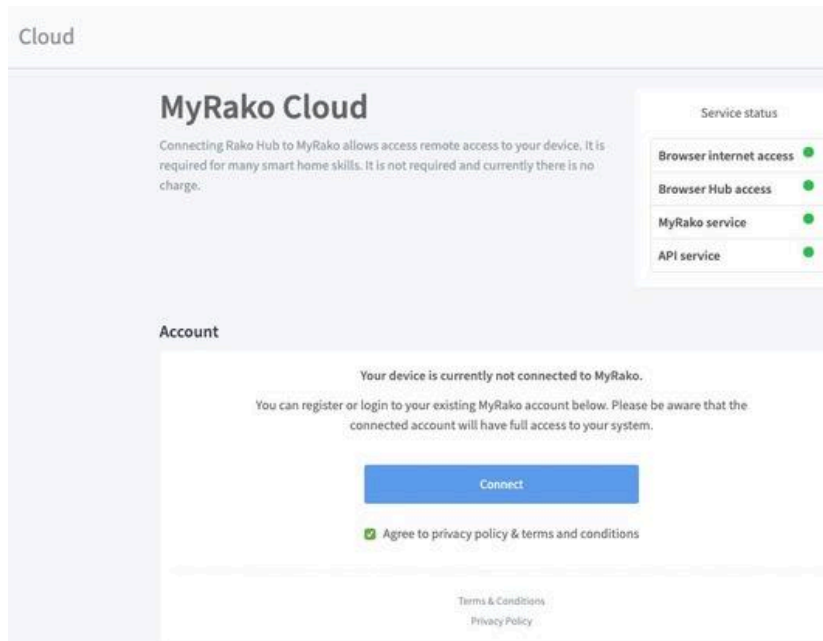 Cloud
MyRako Cloud
Connecting Rako Hub to MyRako allows access remote access to your device. It is
required for many smart home skills. It is not required and currently there is no
charge.
Service status
Browser internet access
Browser Hub access
MyRako service
API service
Account
Your device is currently not connected to MyRako.
You can register or login to your existing MyRako account below. Please be aware that the
connected account will have full access to your system.
Connect
Agree to privacy policy & terms and conditions
Terms & Conditions
Privacy Policy